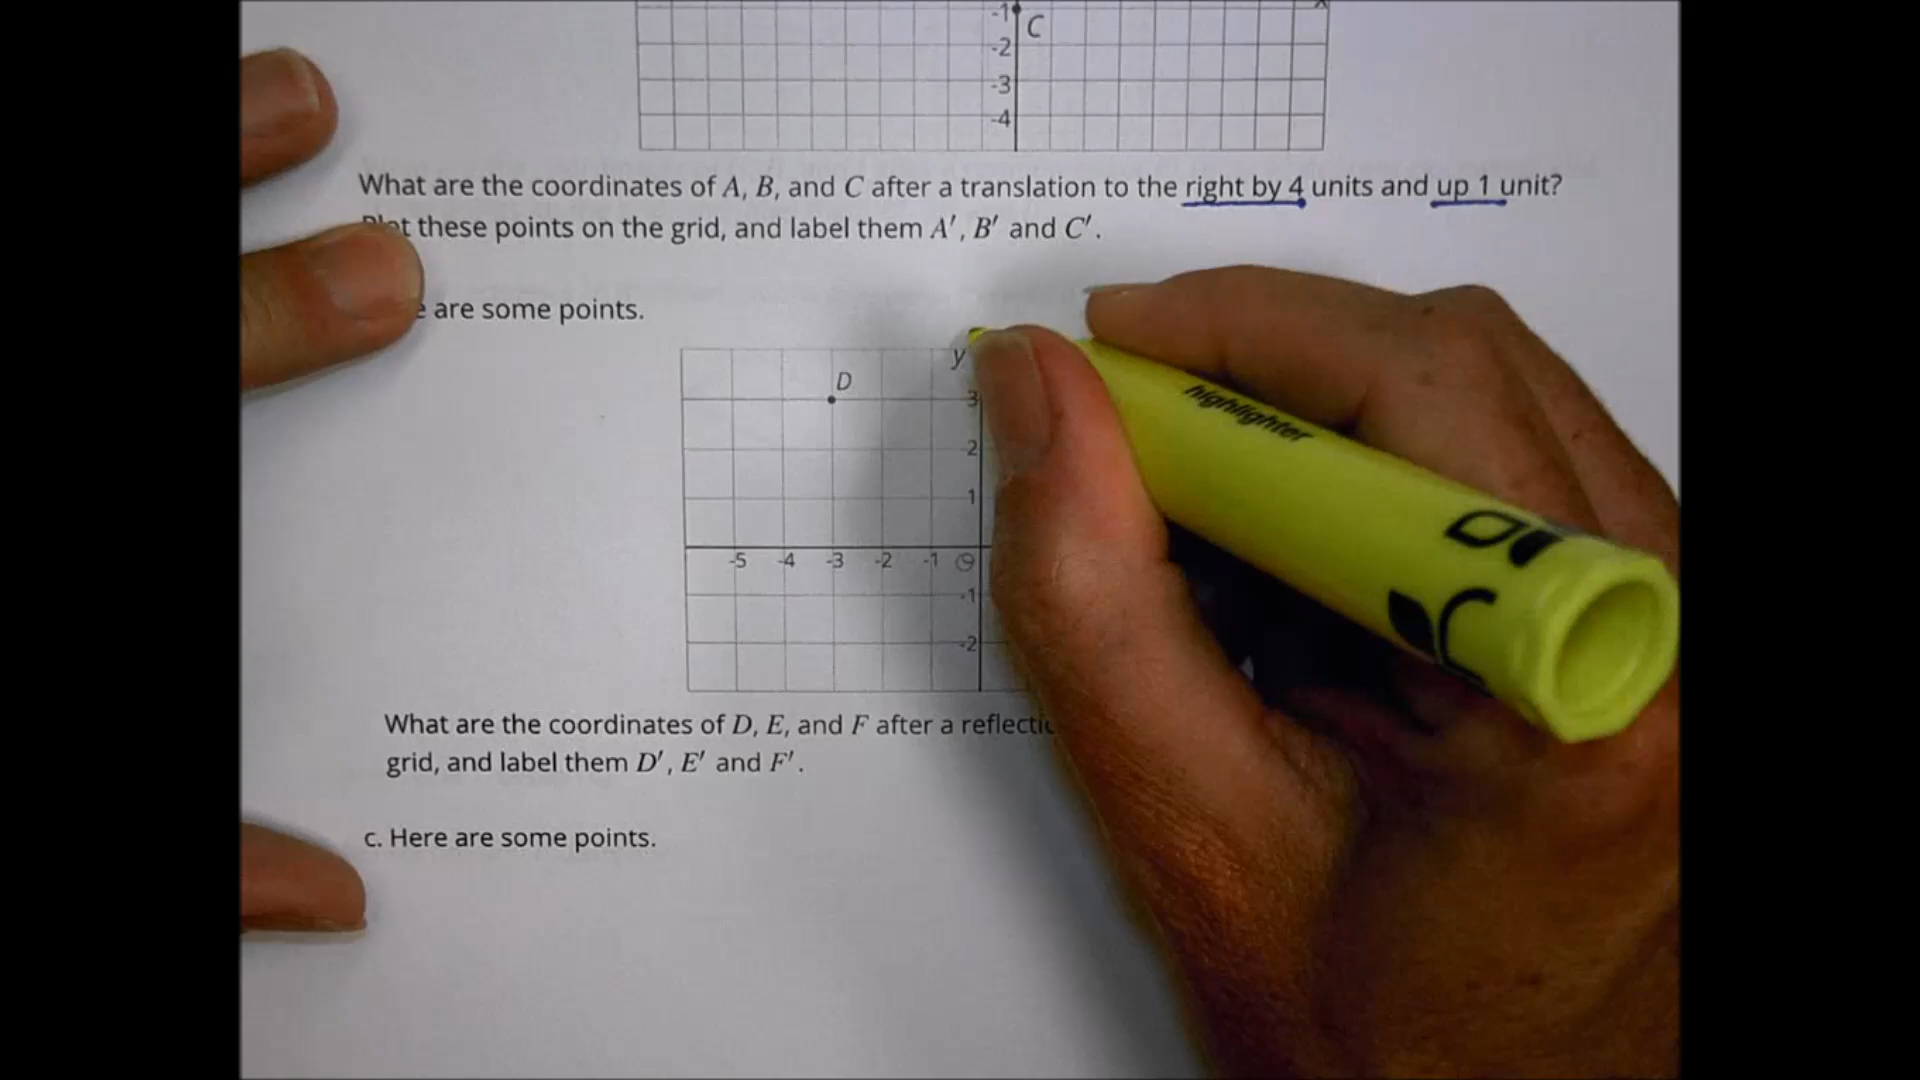 -1
C
-2
-3
-4
What are the coordinates of A, B, and C after a translation to the right by 4 units and up 1 unit?
these points on the grid, and label them A′, B′ and C′.
are some points.
y
D
3
2
1
-5 -4 -3 -2 -1 O
-1
-2
highlighter
What are the coordinates of D, E, and F after a
grid, and label them D′, E′ and F′.
c. Here are some points.